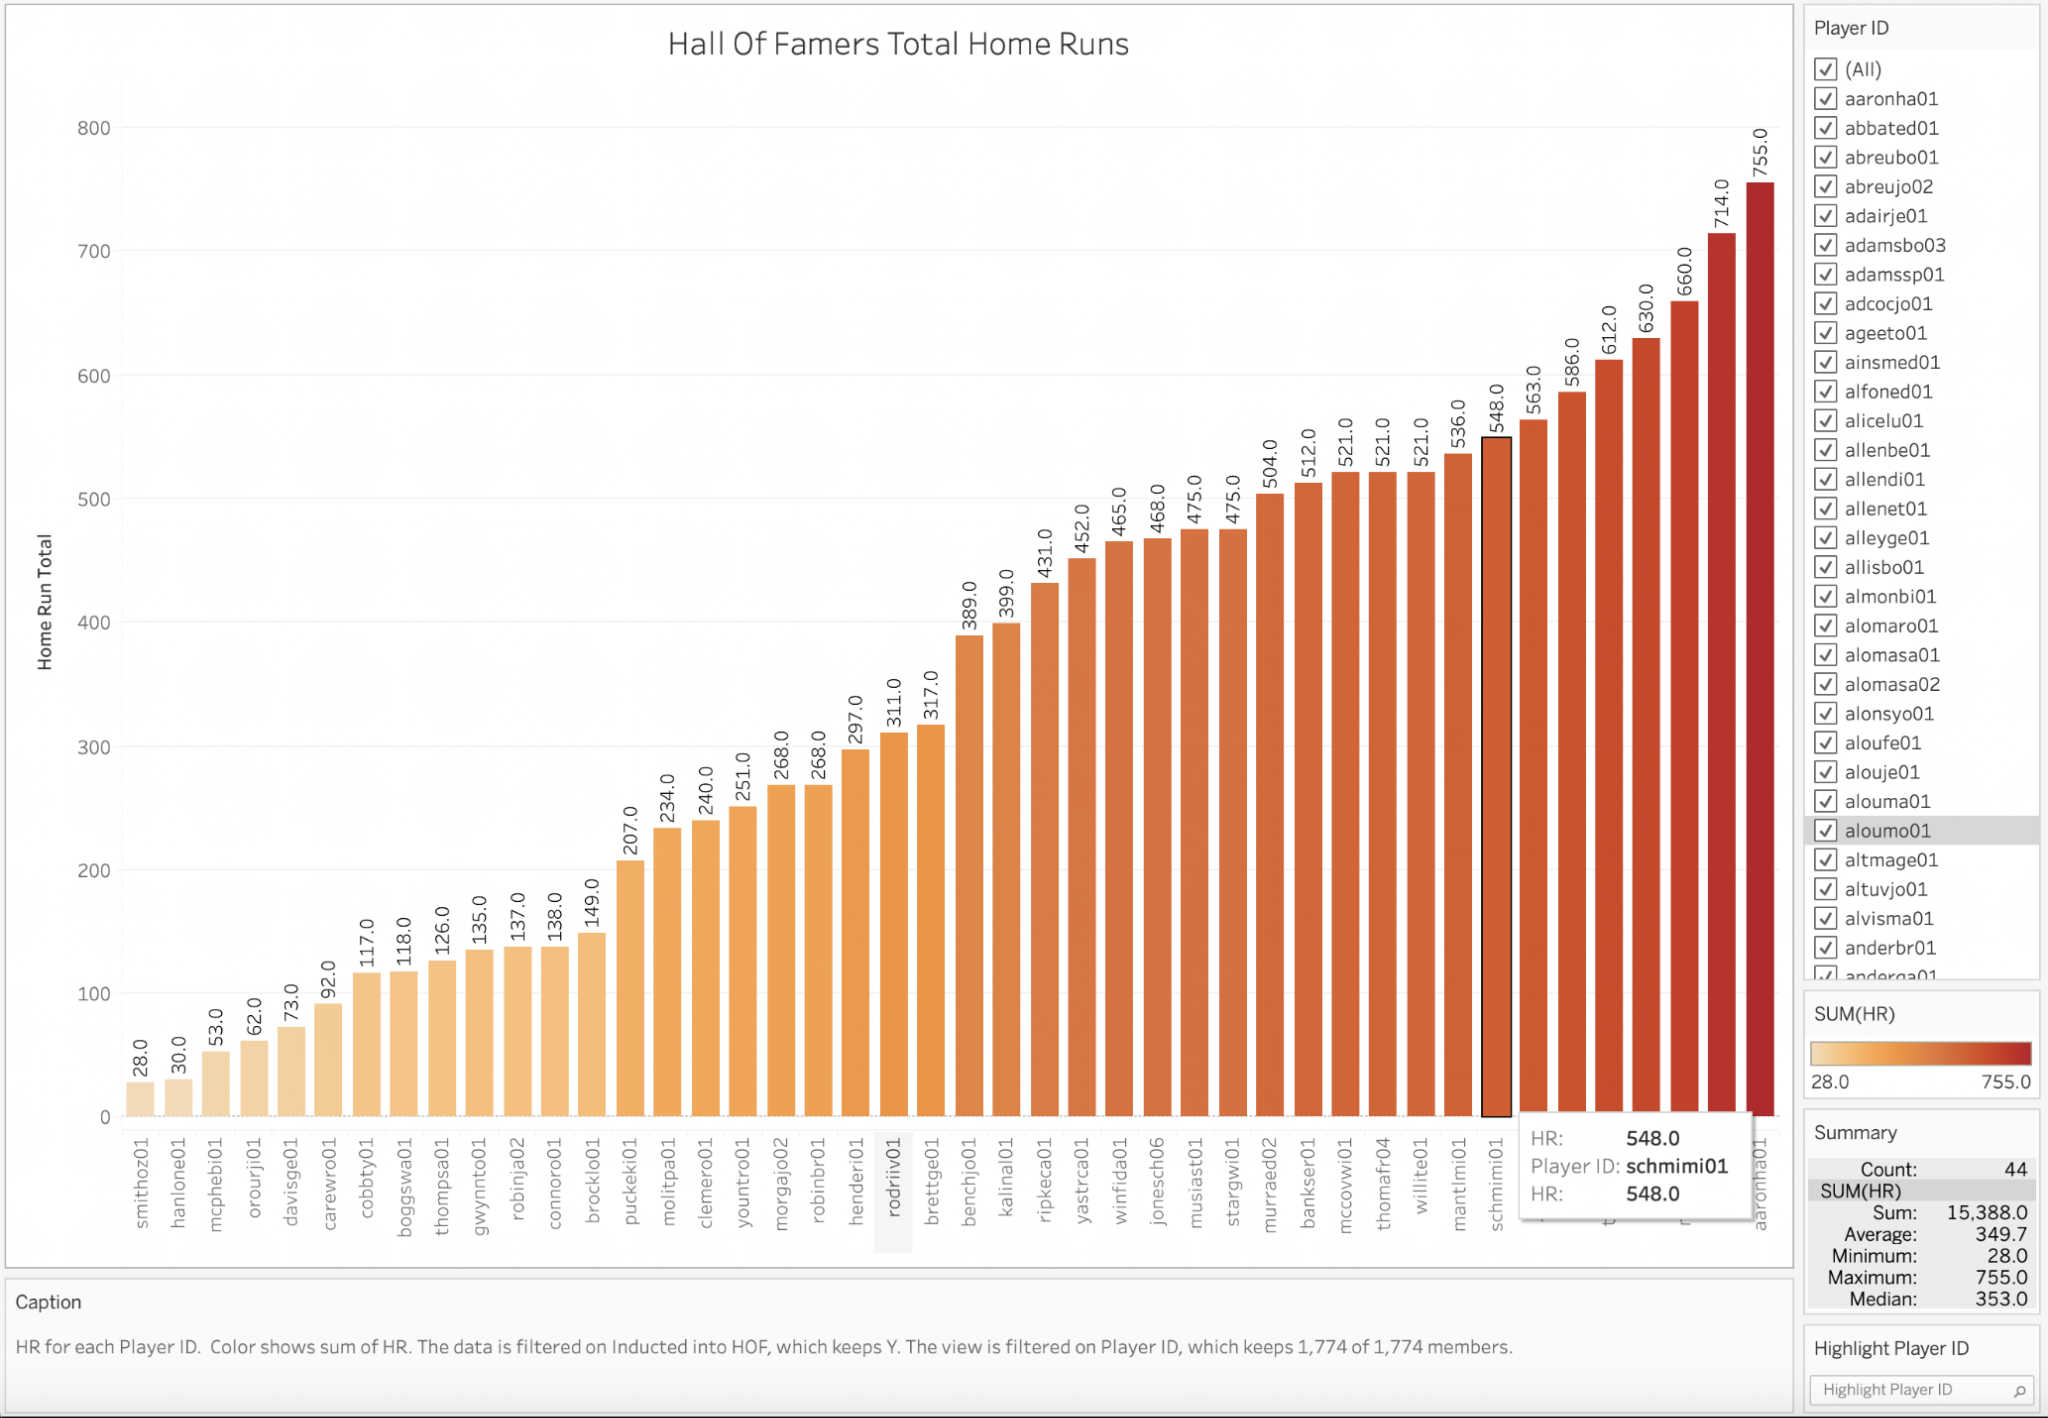 Hall Of Famers Total Home Runs
Home Run Total
800
700
600
500
400
300
200
100
0
28.0
30.0
53.0
62.0
73.0
92.0
117.0
118.0
126.0
135.0
137.0
138.0
149.0
207.0
234.0
240.0
251.0
268.0
268.0
297.0
311.0
317.0
389.0
399.0
431.0
452.0
465.0
468.0
475.0
475.0
504.0
512.0
521.0
521.0
521.0
536.0
548.0
563.0
586.0
612.0
630.0
660.0
714.0
755.0
smithoz01
hanlone01
mcphebi01
orourji01
davisge01
carewro01
cobbty01
boggswa01
thompsa01
gwynnto01
robinja02
connoro01
brocklo01
puckeki01
molitpa01
clemero01
yountro01
morgajo02
robinbr01
henderi01
rodriiv01
brettge01
benchjo01
kalinal01
ripkeca01
yastrca01
winfida01
jonesch06
musiast01
stargwi01
murraed02
bankser01
mccovwi01
thomafr04
willite01
mantlmi01
schmimi01
aaronha01
HR: 548.0
Player ID: schmimi01
HR: 548.0
Caption
HR for each Player ID. Color shows sum of HR. The data is filtered on Inducted into HOF, which keeps Y. The view is filtered on Player ID, which keeps 1,774 of 1,774 members.
Player ID
(All)
aaronha01
abbated01
abreubo01
abreujo02
adairje01
adamsbo03
adamssp01
adcocjo01
ageeto01
ainsmed01
alfoned01
alicelu01
allenbe01
allendi01
allenet01
alleyge01
allisbo01
almonbi01
alomaro01
alomasa01
alomasa02
alonsyo01
aloufe01
alouje01
alouma01
aloumo01
altmage01
altuvjo01
alvisma01
anderbr01
anderga01
SUM(HR)
28.0 755.0
Summary
Count: 44
SUM(HR)
Sum: 15,388.0
Average: 349.7
Minimum: 28.0
Maximum: 755.0
Median: 353.0
Highlight Player ID
Highlight Player ID